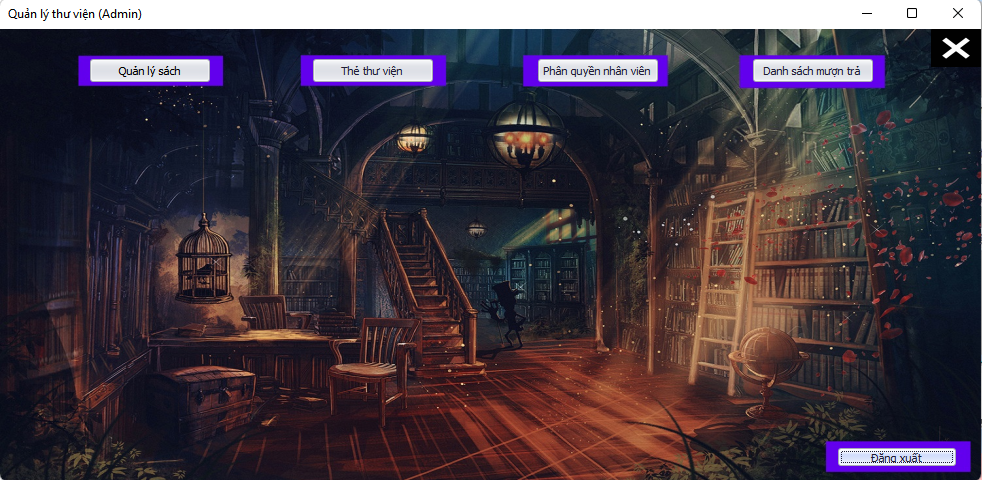 Quản lý thư viện (Admin)
Quản lý sách
Thẻ thư viện
Phân quyền nhân viên
Danh sách mượn trả
Đăng xuất